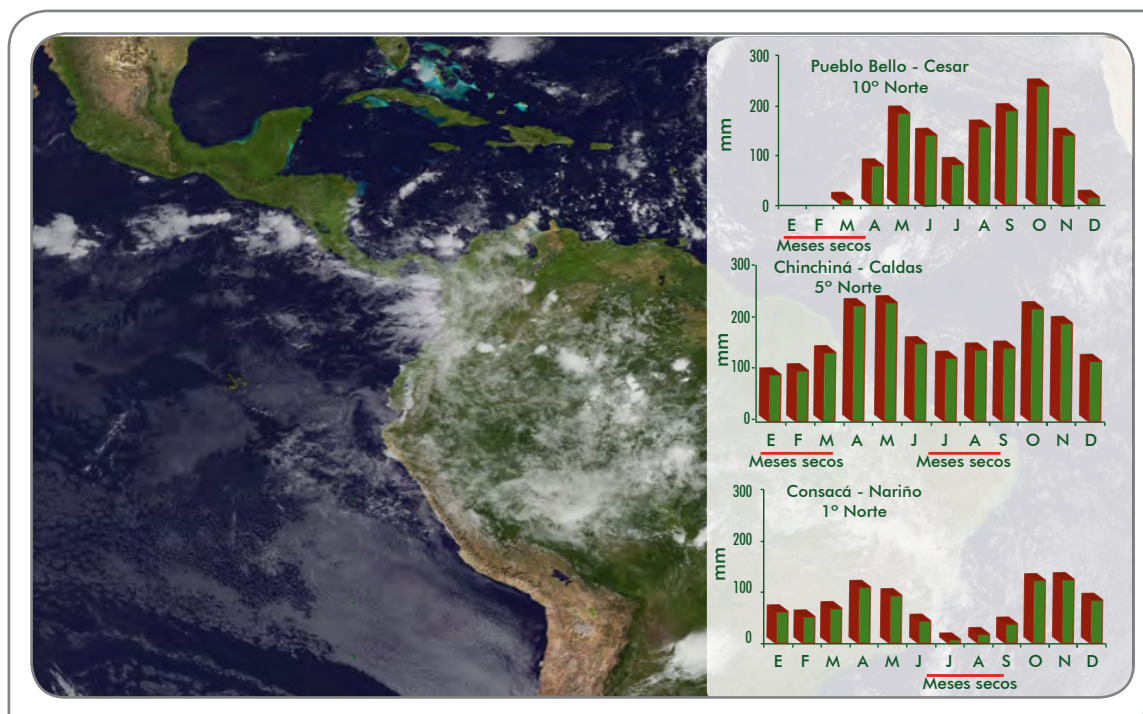 300
Pueblo Bello - Cesar
10º Norte
200
mm
100
0
E F M A M J J A S O N D
Meses secos
300
Chinchiná - Caldas
5º Norte
200
mm
100
0
E F M A M J J A S O N D
Meses secos Meses secos
300
Consacá - Nariño
1º Norte
200
mm
100
0
E F M A M J J A S O N D
Meses secos